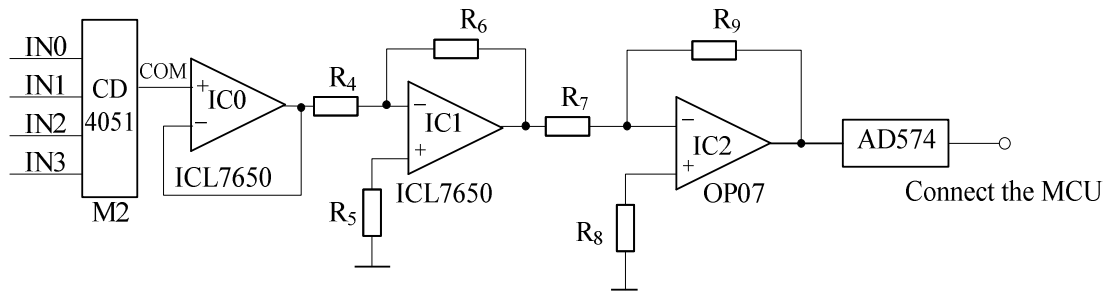 IN0
IN1
IN2
IN3
CD
4051
M2
COM
+
−
IC0
ICL7650
R4
R6
−
IC1
+
ICL7650
R5
R7
R9
−
IC2
+
OP07
R8
AD574
Connect the MCU